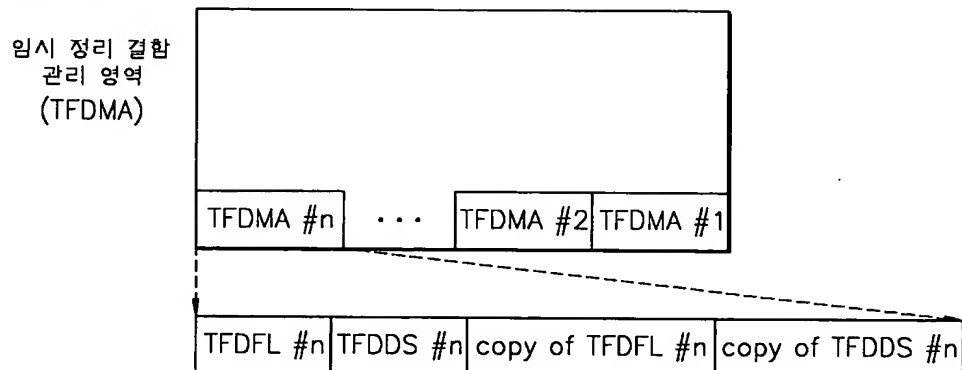 임시 정리 결함
관리 영역
(TFDMA)
TFDMA #n ... TFDMA #2 TFDMA #1
TFDFL #n TFDDS #n copy of TFDFL #n copy of TFDDS #n